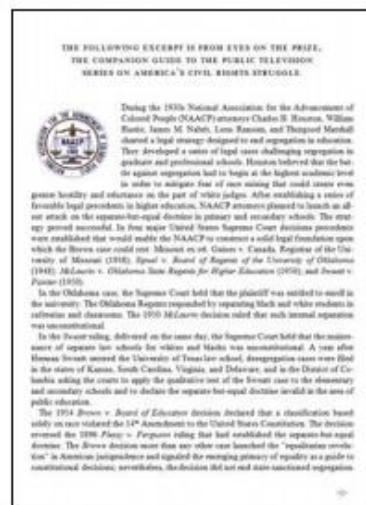 THE FOLLOWING EXCERPT IS FROM EYES ON THE PRIZE,
THE COMPANION GUIDE TO THE PUBLIC TELEVISION
SERIES ON AMERICA'S CIVIL RIGHTS STRUGGLE
During the 1930s National Association for the Advancement of
Colored People (NAACP) attorneys Charles H. Houston, William
Hastie, James M. Nabrit, Leon Ransom, and Thurgood Marshall
charted a legal strategy designed to end segregation in education.
They developed a series of legal cases challenging segregation in
graduate and professional schools. Houston believed that the bat-
tle against segregation had to begin at the highest academic level
in order to mitigate fear of race mixing that could create even
greater hostility and reluctance on the part of white judges. After establishing a series of
favorable legal precedents in higher education, NAACP attorneys planned to launch an all-
out attack on the separate-but-equal doctrine in primary and secondary schools. The strat-
egy proved successful. In four major United States Supreme Court decisions precedents
were established that would enable the NAACP to construct a solid legal foundation upon
which the Brown case could rest: Missouri ex rel. Gaines v. Canada, Registrar of the Uni-
versity of Missouri (1938); Sipuel v. Board of Regents of the University of Oklahoma
(1948); McLaurin v. Oklahoma State Regents for Higher Education (1950); and Sweatt v.
Painter (1950).
In the Oklahoma case, the Supreme Court held that the plaintiff was entitled to enroll in
the university. The Oklahoma Regents responded by separating black and white students in
cafeterias and classrooms. The 1950 McLaurin decision ruled that such internal separation
was unconstitutional.
In the Sweatt ruling, delivered on the same day, the Supreme Court held that the mainte-
nance of separate law schools for whites and blacks was unconstitutional. A year after
Herman Sweatt entered the University of Texas law school, desegregation cases were filed
in the states of Kansas, South Carolina, Virginia, and Delaware, and in the District of Co-
lumbia asking the courts to apply the qualitative test of the Sweatt case to the elementary
and secondary schools and to declare the separate-but-equal doctrine invalid in the area of
public education.
The 1954 Brown v. Board of Education decision declared that a classification based
solely on race violated the 14th Amendment to the United States Constitution. The decision
reversed the 1896 Plessy v. Ferguson ruling that had established the separate-but-equal
doctrine. The Brown decision more than any other case launched the "equalitarian revolu-
tion" in American jurisprudence and signaled the emerging primacy of equality as a guide to
constitutional decisions; nevertheless, the decision did not end state sanctioned segregation.
NAACP